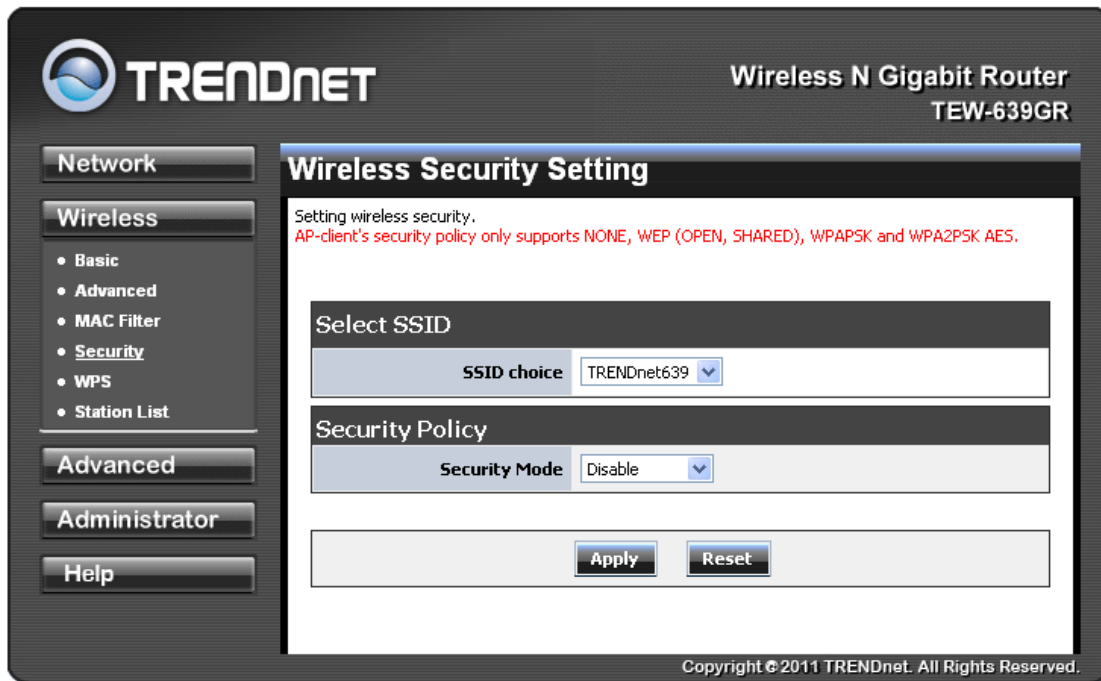 TRENDNET
Wireless N Gigabit Router
TEW-639GR
Network
Wireless
• Basic
• Advanced
• MAC Filter
• Security
• WPS
• Station List
Advanced
Administrator
Help
Wireless Security Setting
Setting wireless security.
AP-client's security policy only supports NONE, WEP (OPEN, SHARED), WPAPSK and WPA2PSK AES.
Select SSID
SSID choice TRENDnet639
Security Policy
Security Mode Disable
Apply Reset
Copyright © 2011 TRENDnet. All Rights Reserved.